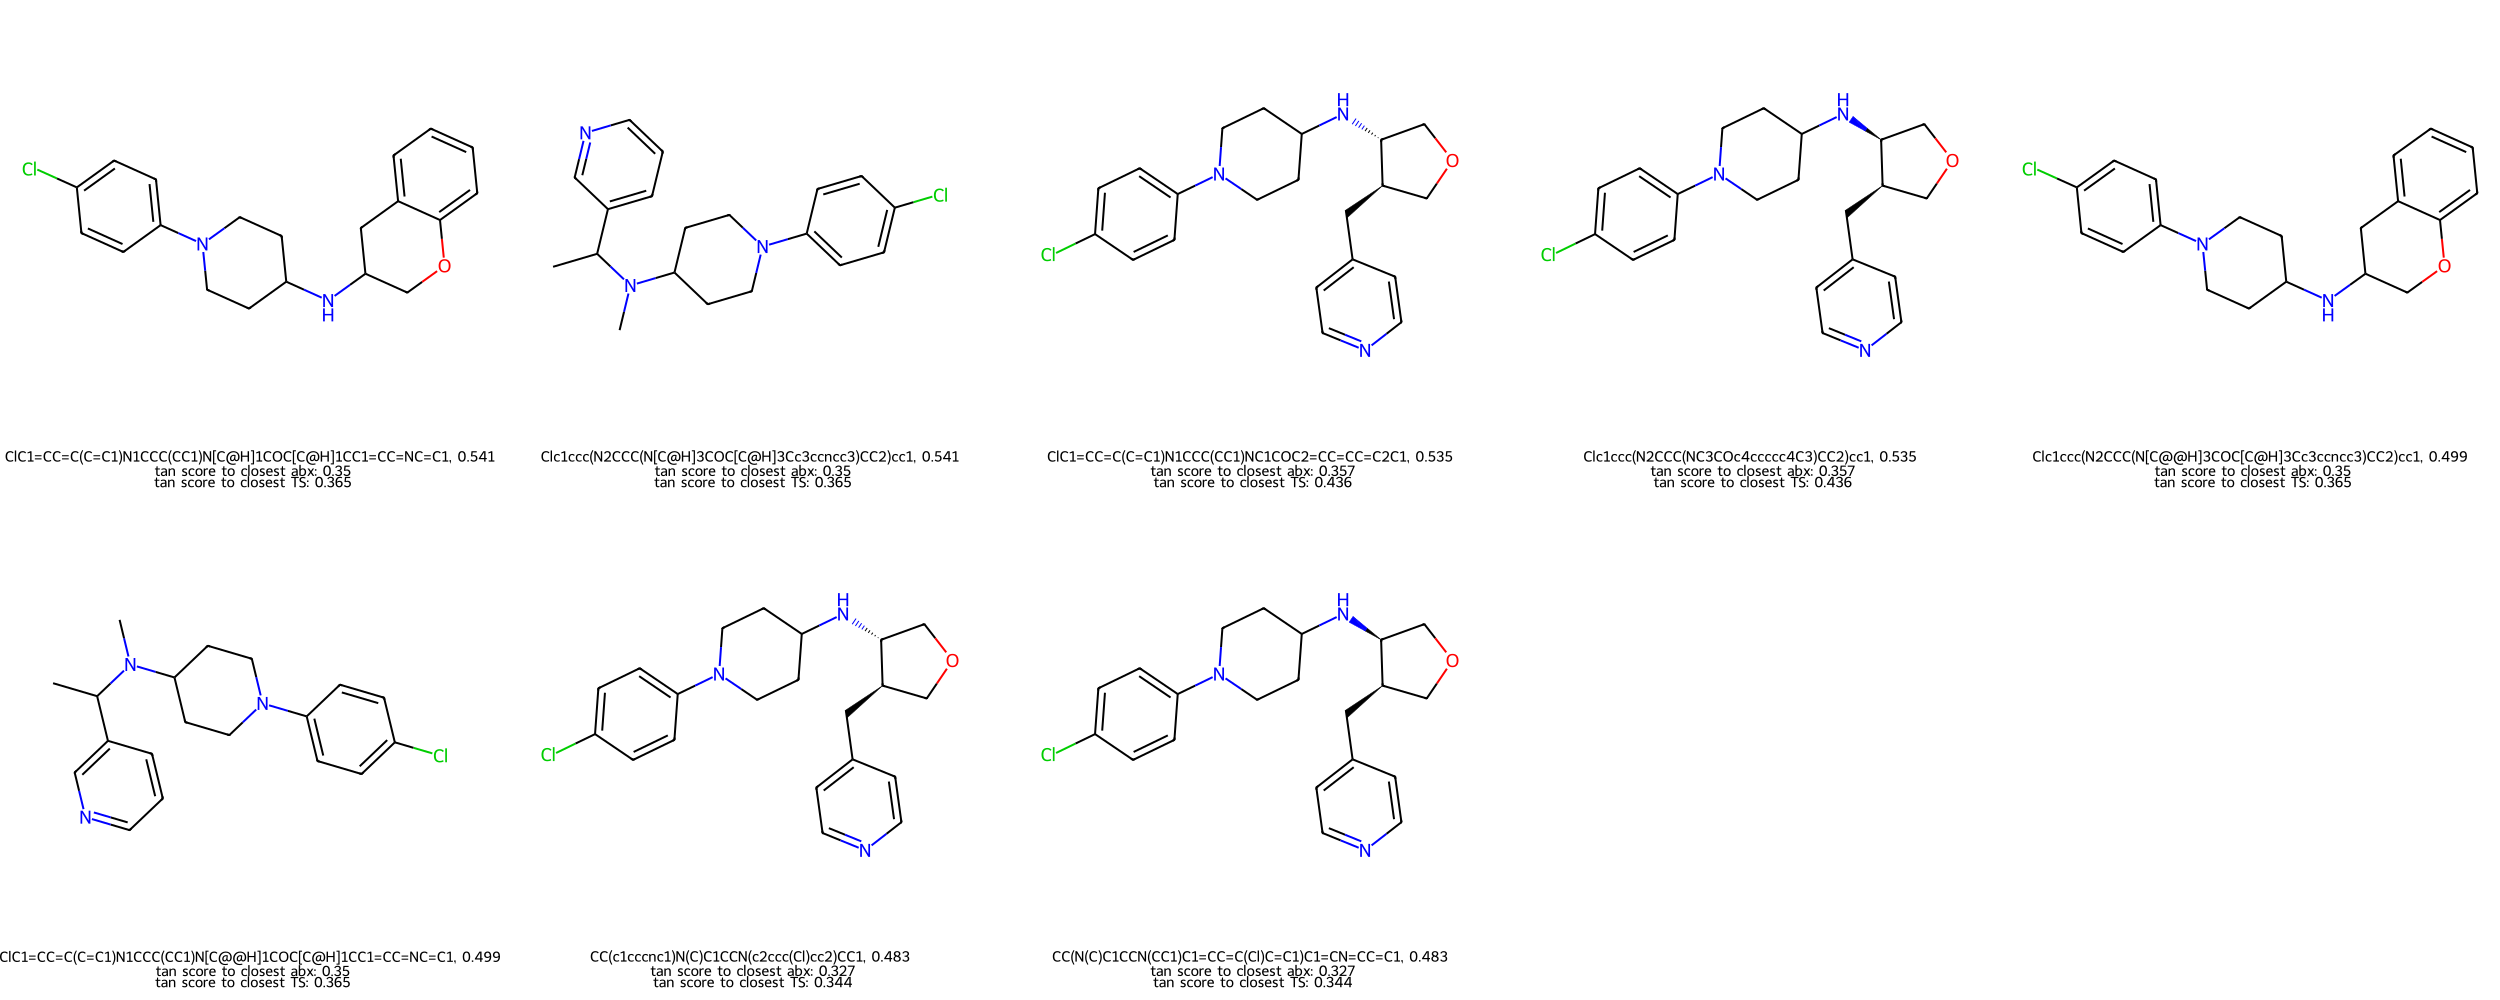 Cl
N
N
H
O
N
N
N
Cl
H
N
N
O
Cl
N
H
N
N
O
Cl
N
Cl
N
N
H
O
ClC1=CC=C(C=C1)N1CCC(CC1)N[C@H]1COC[C@H]1CC1=CC=NC=C1, 0.541
tan score to closest abx: 0.35
tan score to closest TS: 0.365
Clc1ccc(N2CCC(N[C@H]3COC[C@H]3Cc3ccncc3)CC2)cc1, 0.541
tan score to closest abx: 0.35
tan score to closest TS: 0.365
ClC1=CC=C(C=C1)N1CCC(CC1)NC1COC2=CC=CC=C2C1, 0.535
tan score to closest abx: 0.357
tan score to closest TS: 0.436
Clc1ccc(N2CCC(NC3COc4ccccc4C3)CC2)cc1, 0.535
tan score to closest abx: 0.357
tan score to closest TS: 0.436
Clc1ccc(N2CCC(N[C@@H]3COC[C@H]3Cc3ccncc3)CC2)cc1, 0.499
tan score to closest abx: 0.35
tan score to closest TS: 0.365
N
N
Cl
N
H
N
N
O
Cl
N
H
N
N
O
Cl
N
ClC1=CC=C(C=C1)N1CCC(CC1)N[C@@H]1COC[C@H]1CC1=CC=NC=C1, 0.499
tan score to closest abx: 0.35
tan score to closest TS: 0.365
CC(c1cccnc1)N(C)C1CCN(c2ccc(Cl)cc2)CC1, 0.483
tan score to closest abx: 0.327
tan score to closest TS: 0.344
CC(N(C)C1CCN(CC1)C1=CC=C(Cl)C=C1)C1=CN=CC=C1, 0.483
tan score to closest abx: 0.327
tan score to closest TS: 0.344